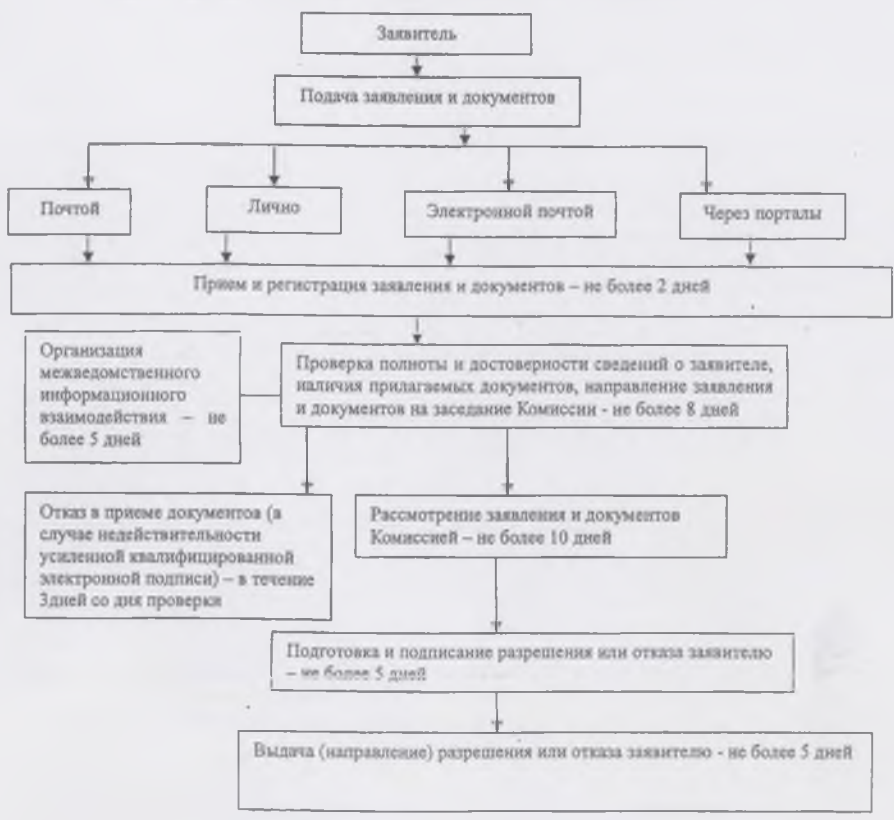 Заявитель
Подача заявления и документов
Почтой
Лично
Электронной почтой
Через порталы
Прием и регистрация заявления и документов – не более 2 дней
Организация
межведомственного
информационного
взаимодействия – не
более 5 дней
Проверка полноты и достоверности сведений о заявителе,
наличия прилагаемых документов, направление заявления
и документов на заседание Комиссии - не более 8 дней
Отказ в приеме документов (в
случае недействительности
усиленной квалифицированной
электронной подписи) – в течение
3дней со дня проверки
Рассмотрение заявления и документов
Комиссией – не более 10 дней
Подготовка и подписание разрешения или отказа заявителю
– не более 5 дней
Выдача (направление) разрешения или отказа заявителю - не более 5 дней